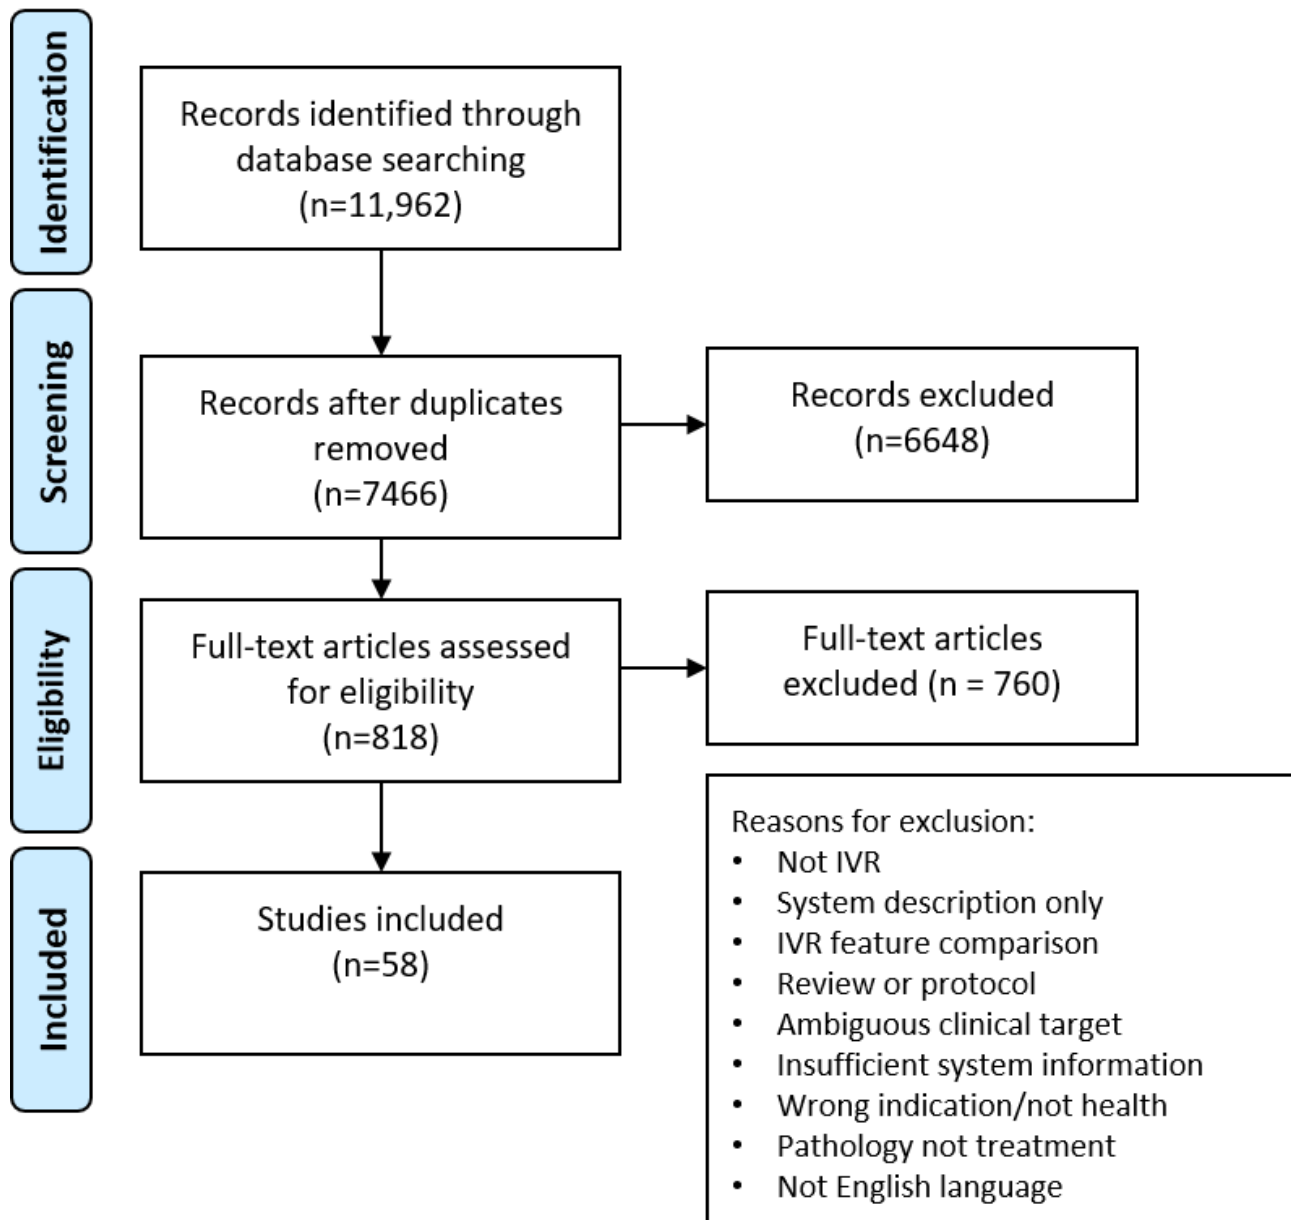 Identification
Records identified through
database searching
(n=11,962)
Screening
Records after duplicates
removed
(n=7466)
Records excluded
(n=6648)
Eligibility
Full-text articles assessed
for eligibility
(n=818)
Full-text articles
excluded (n = 760)
Included
Studies included
(n=58)
Reasons for exclusion:
• Not IVR
• System description only
• IVR feature comparison
• Review or protocol
• Ambiguous clinical target
• Insufficient system information
• Wrong indication/not health
• Pathology not treatment
• Not English language